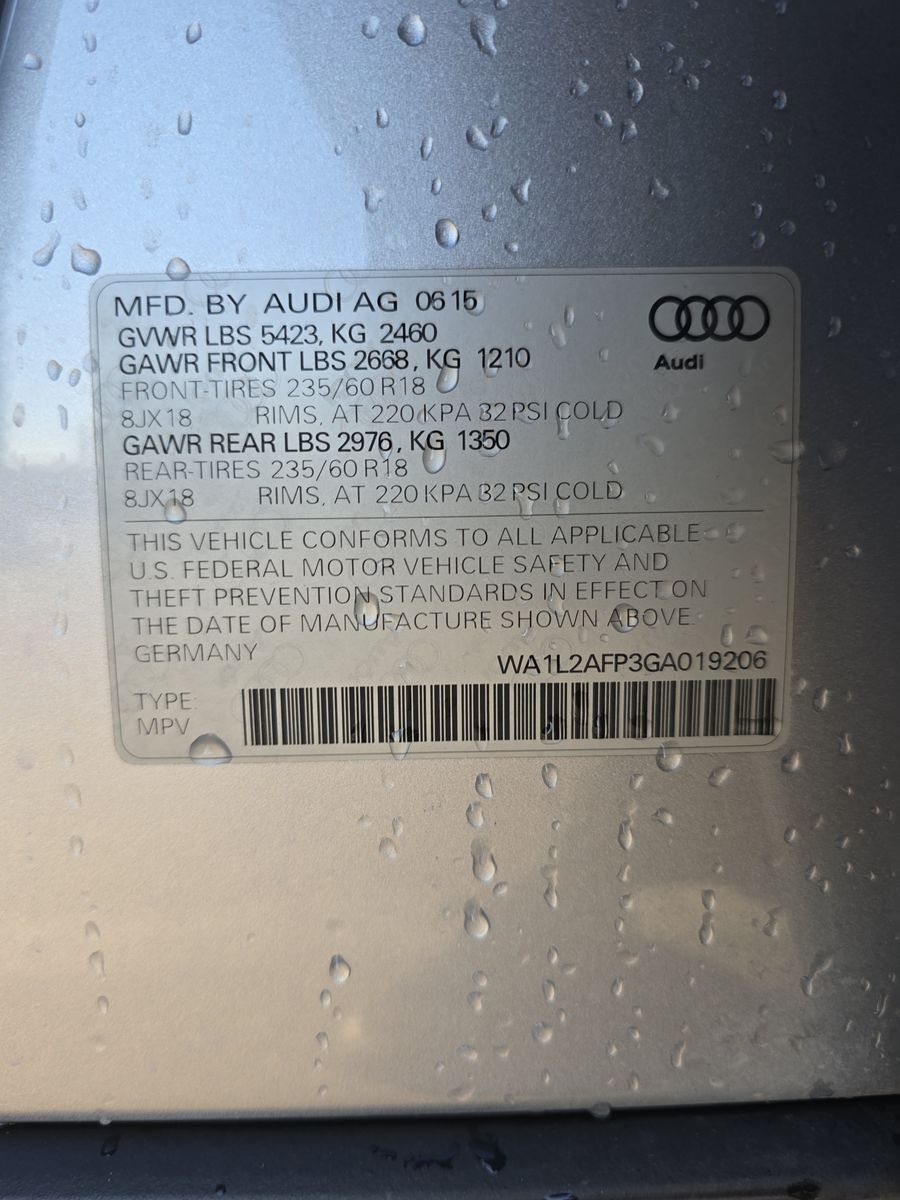 MFD. BY AUDI AG 0615
GVWR LBS 5423, KG 2460
GAWR FRONT LBS 2668, KG 1210
FRONT-TIRES 235/60 R18
8JX18 RIMS, AT 220 KPA 32 PSI COLD
GAWR REAR LBS 2976, KG 1350
REAR-TIRES 235/60 R18
8JX18 RIMS, AT 220 KPA 32 PSI COLD
Audi
THIS VEHICLE CONFORMS TO ALL APPLICABLE
U.S. FEDERAL MOTOR VEHICLE SAFETY AND
THEFT PREVENTION STANDARDS IN EFFECT ON
THE DATE OF MANUFACTURE SHOWN ABOVE.
GERMANY
WA1L2AFP3GA019206
TYPE:
MPV